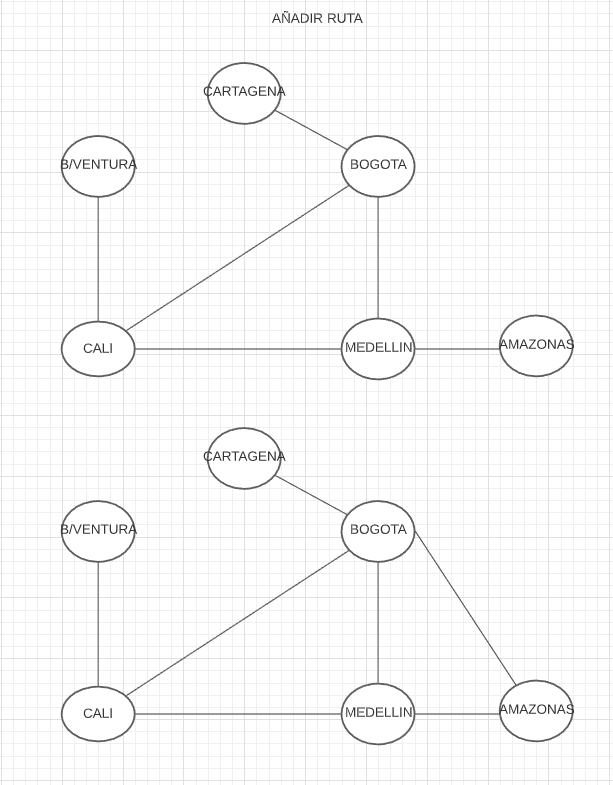 AÑADIR RUTA
CARTAGENA
B/VENTURA
BOGOTA
CALI
MEDELLIN
AMAZONAS
CARTAGENA
B/VENTURA
BOGOTA
CALI
MEDELLIN
AMAZONAS